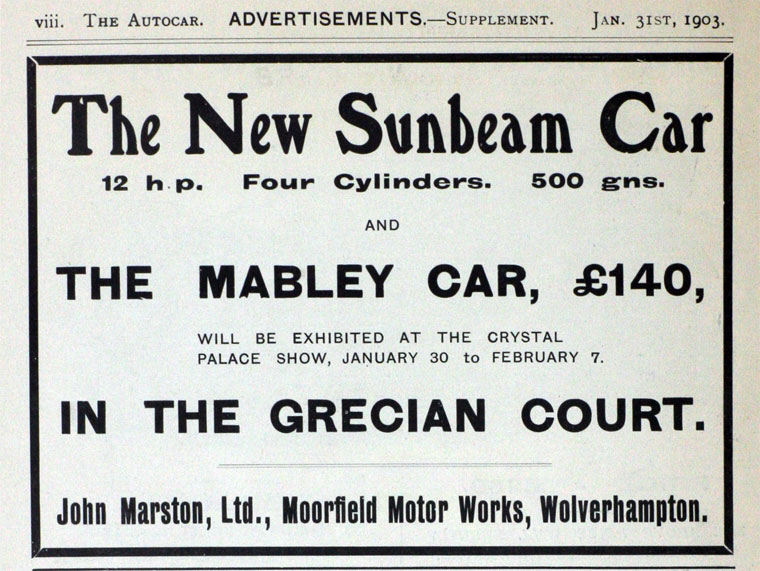 viii. THE AUTOCAR. ADVERTISEMENTS.—SUPPLEMENT. JAN. 31ST, 1903.
The New Sunbeam Car
12 h.p. Four Cylinders. 500 gns.
AND
THE MABLEY CAR, £140,
WILL BE EXHIBITED AT THE CRYSTAL
PALACE SHOW, JANUARY 30 to FEBRUARY 7.
IN THE GRECIAN COURT.
John Marston, Ltd., Moorfield Motor Works, Wolverhampton.